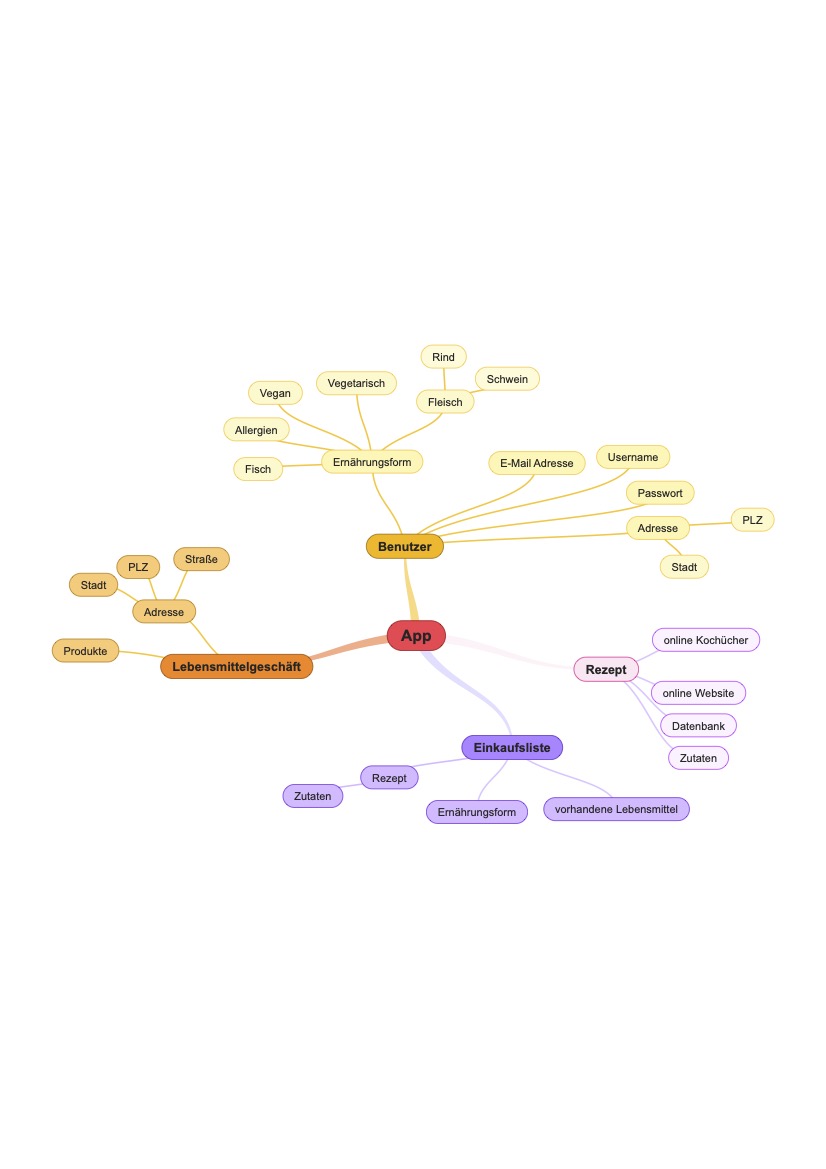 Rind
Schwein
Vegetarisch
Vegan
Fleisch
Allergien
Ernährungsform
Fisch
E-Mail Adresse
Username
Passwort
Adresse
PLZ
Stadt
Benutzer
Straße
PLZ
Stadt
Adresse
Produkte
Lebensmittelgeschäft
App
Rezept
online Kochücher
online Website
Datenbank
Zutaten
Einkaufsliste
Rezept
Zutaten
Ernährungsform
vorhandene Lebensmittel